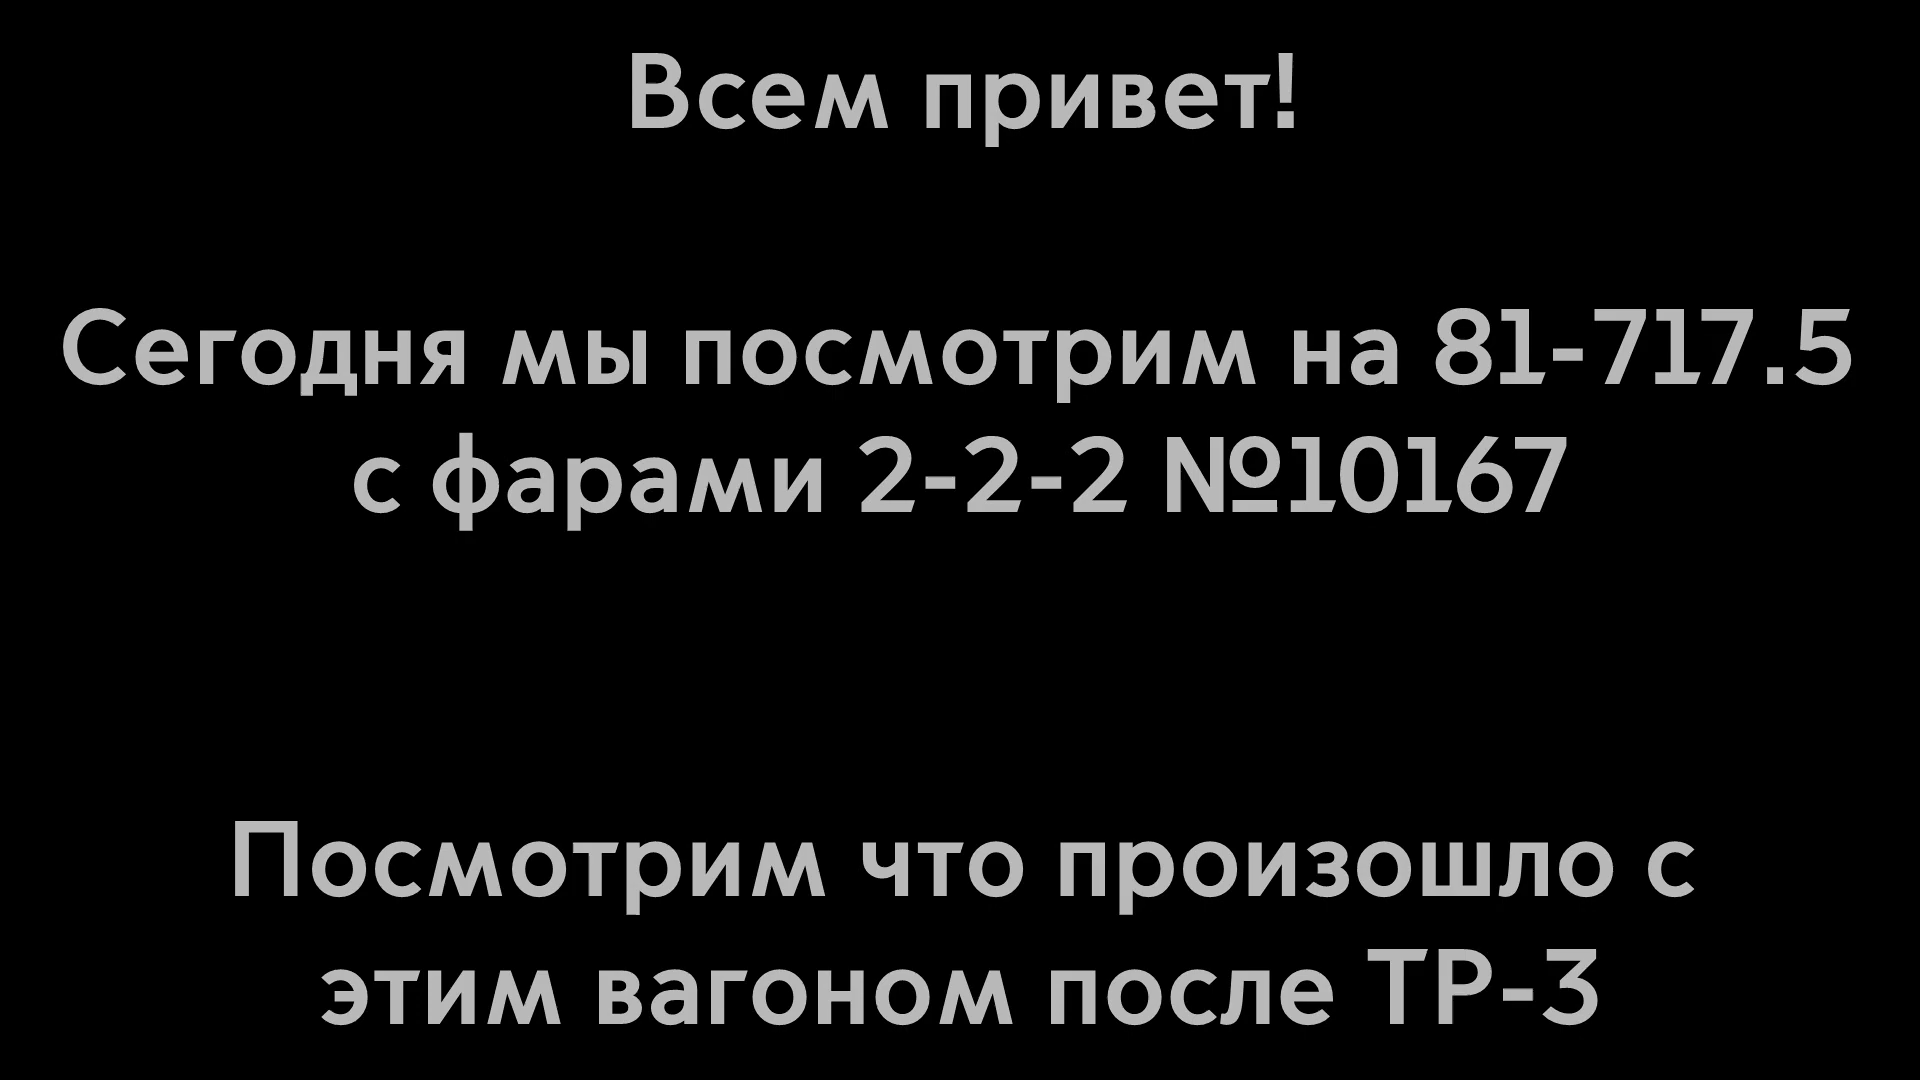 Всем привет!
Сегодня мы посмотрим на 81-717.5
с фарами 2-2-2 №10167
Посмотрим что произошло с
этим вагоном после ТР-3